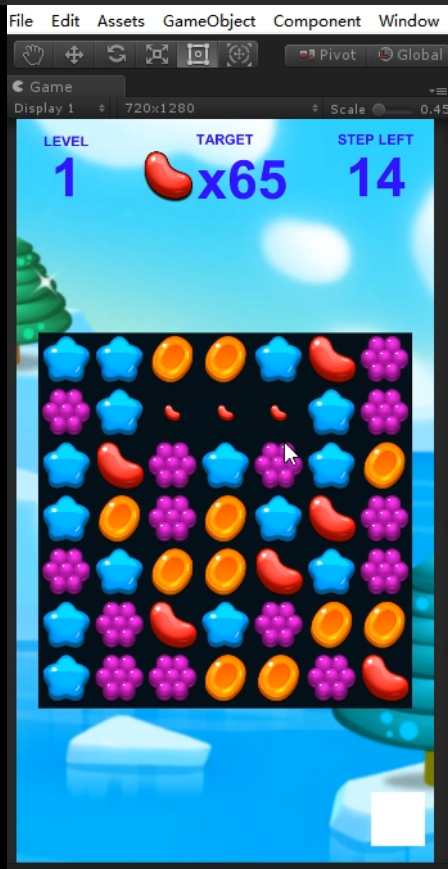 File Edit Assets GameObject Component Window
Pivot Global
Game
Display 1 720x1280 Scale 0.45
LEVEL TARGET STEP LEFT
1 x65 14